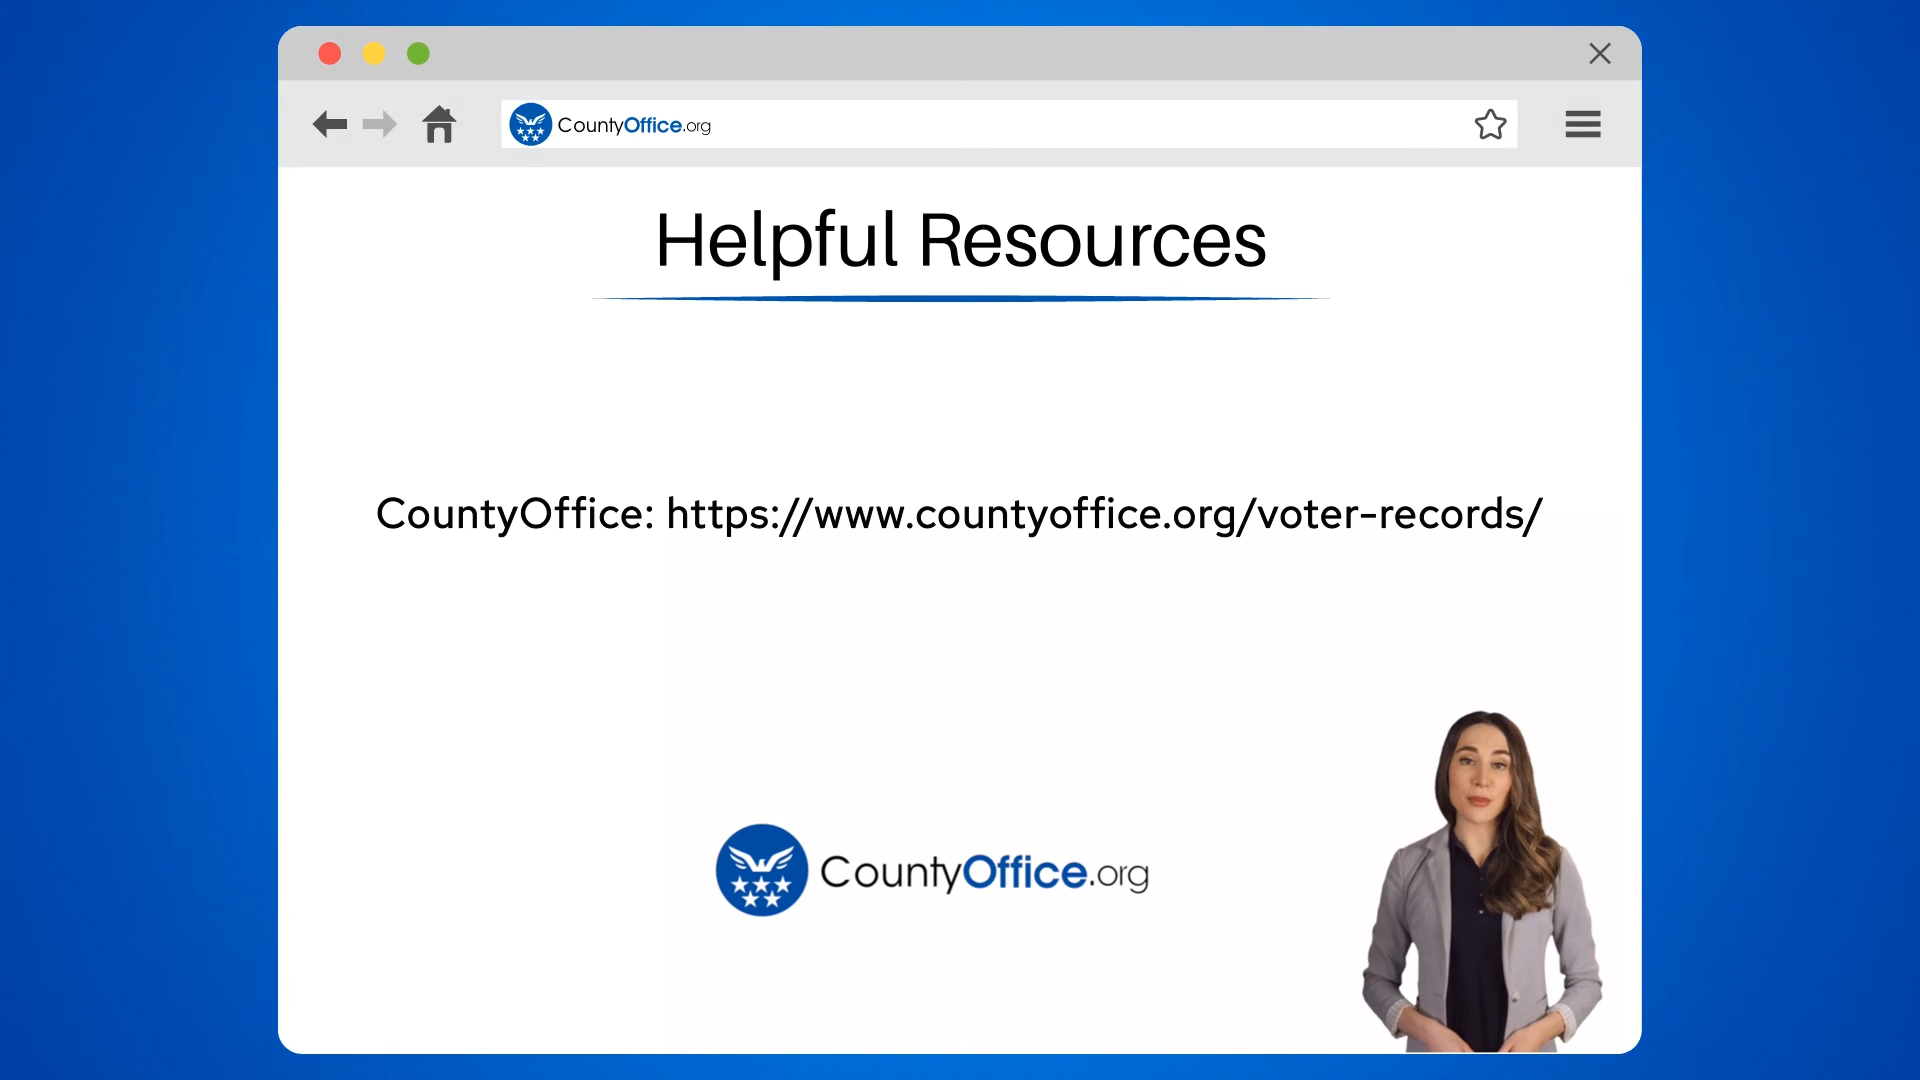 CountyOffice.org
Helpful Resources
CountyOffice: https://www.countyoffice.org/voter-records/
CountyOffice.org